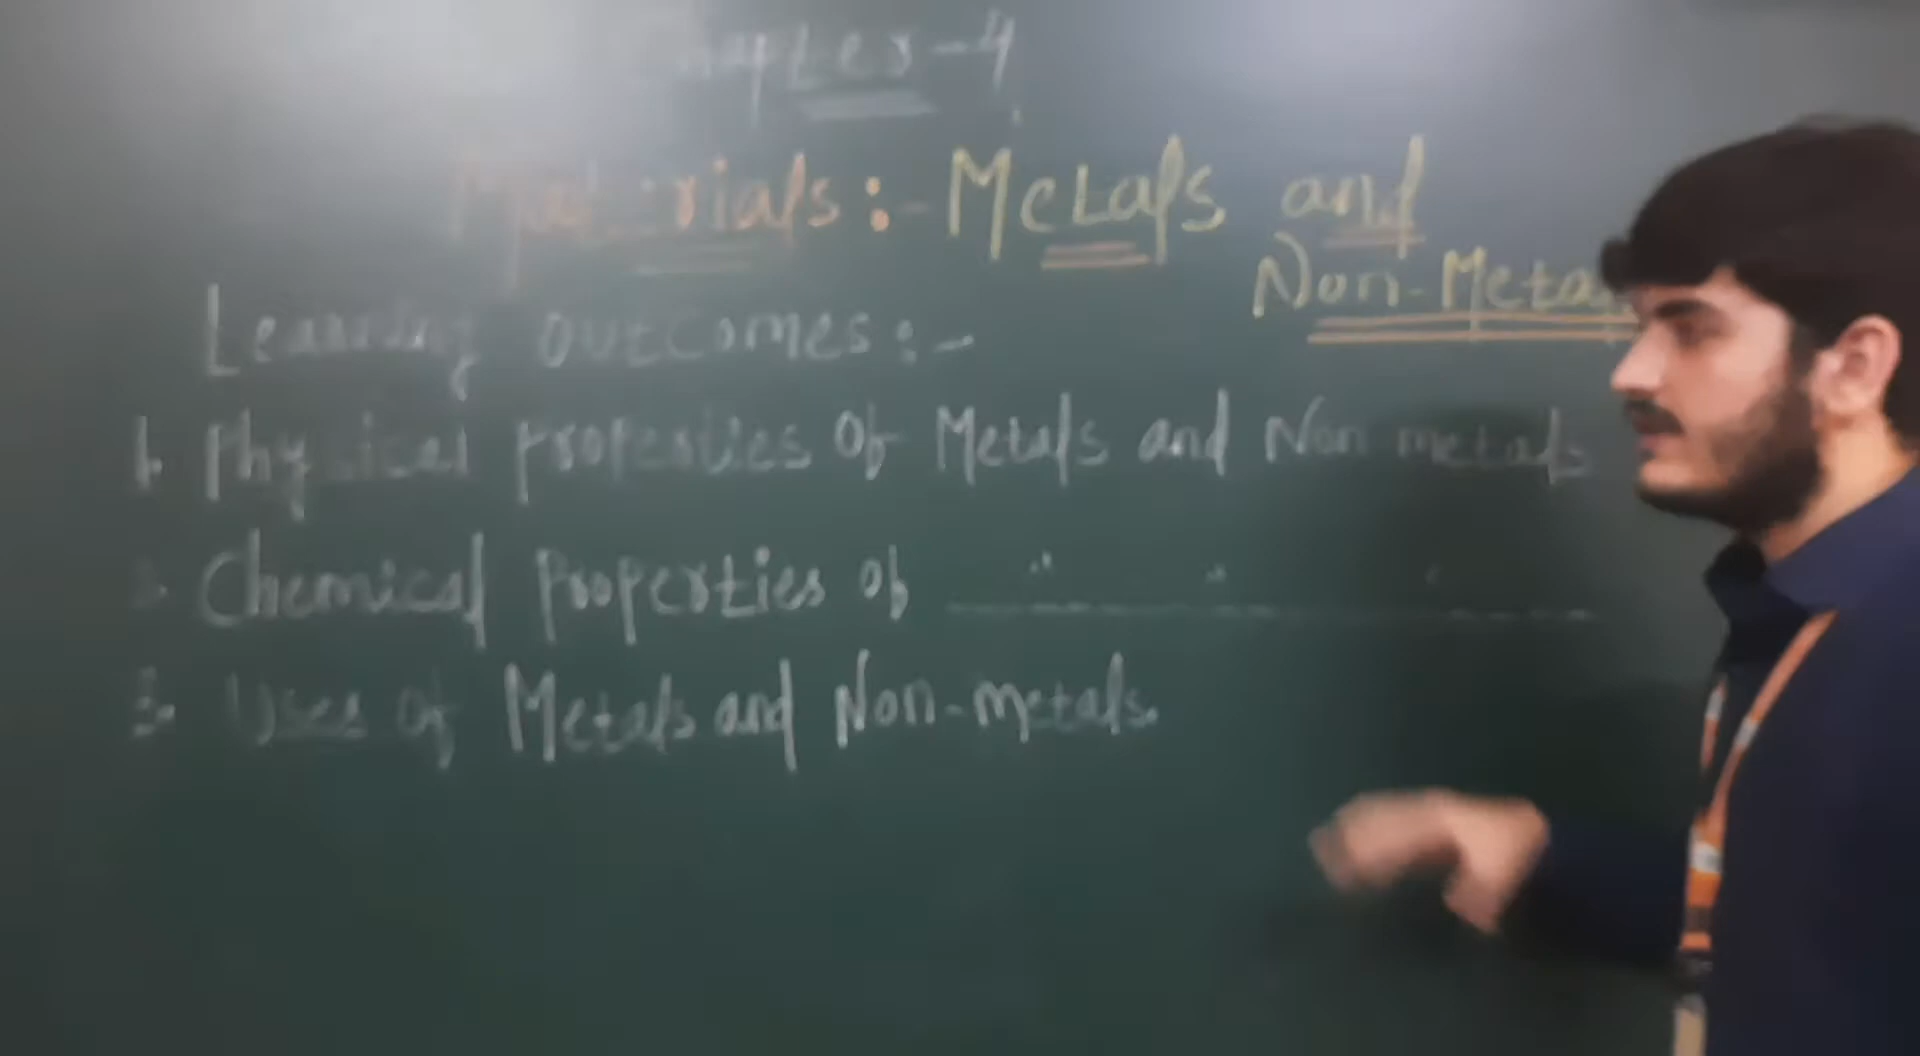 Chapter-4
Materials:- Metals and
Non-Metals
Learning outcomes:-
1. Physical properties of Metals and Non metals
2. Chemical Properties of ———— " " "
3. Uses of Metals and Non-metals.